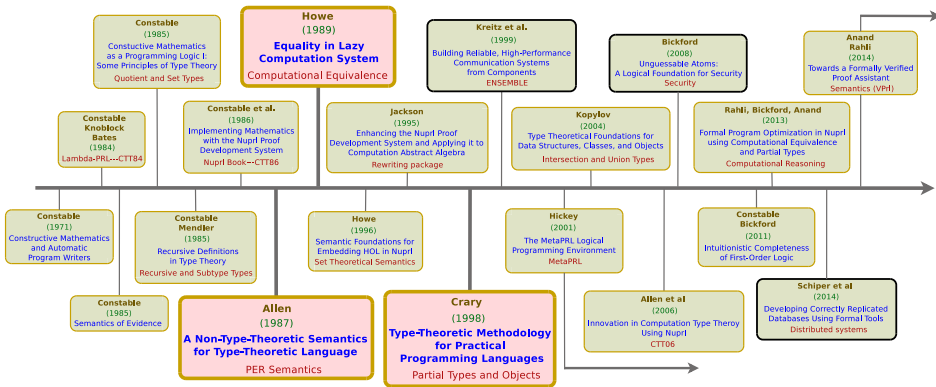 Constable
(1985)
Constuctive Mathematics
as a Programming Logic I:
Some Principles of Type Theory
Quotient and Set Types
Howe
(1989)
Equality in Lazy
Computation System
Computational Equivalence
Kreitz et al.
(1999)
Building Reliable, High-Performance
Communication Systems
from Components
ENSEMBLE
Bickford
(2008)
Unguessable Atoms:
A Logical Foundation for Security
Security
Anand
Rahli
(2014)
Towards a Formally Verified
Proof Assistant
Semantics (VPrl)
Constable
Knoblock
Bates
(1984)
Lambda-PRL---CTT84
Constable et al.
(1986)
Implementing Mathematics
with the Nuprl Proof
Development System
Nuprl Book---CTT86
Jackson
(1995)
Enhancing the Nuprl Proof
Development System and Applying it to
Computation Abstract Algebra
Rewriting package
Kopylov
(2004)
Type Theoretical Foundations for
Data Structures, Classes, and Objects
Intersection and Union Types
Rahli, Bickford, Anand
(2013)
Formal Program Optimization in Nuprl
using Computational Equivalence
and Partial Types
Computational Reasoning
Constable
(1971)
Constructive Mathematics
and Automatic
Program Writers
Constable
(1985)
Semantics of Evidence
Constable
Mendler
(1985)
Recursive Definitions
in Type Theory
Recursive and Subtype Types
Allen
(1987)
A Non-Type-Theoretic Semantics
for Type-Theoretic Language
PER Semantics
Howe
(1996)
Semantic Foundations for
Embedding HOL in Nuprl
Set Theoretical Semantics
Crary
(1998)
Type-Theoretic Methodology
for Practical
Programming Languages
Partial Types and Objects
Hickey
(2001)
The MetaPRL Logical
Programming Environment
MetaPRL
Allen et al
(2006)
Innovation in Computation Type Theroy
Using Nuprl
CTT06
Constable
Bickford
(2011)
Intuitionistic Completeness
of First-Order Logic
Schiper et al
(2014)
Developing Correctly Replicated
Databases Using Formal Tools
Distributed systems